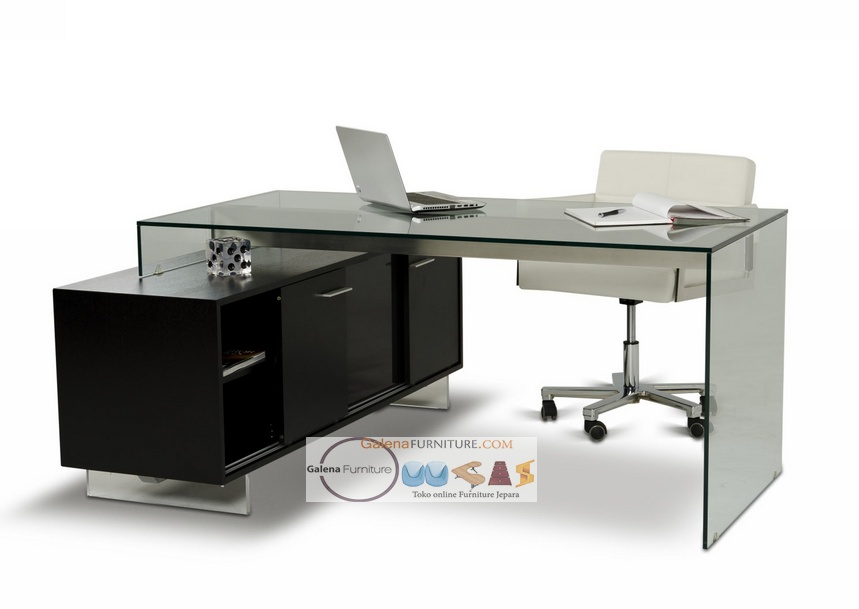 GalenaFURNITURE.COM
Galena Furniture
Toko online Furniture Jepara